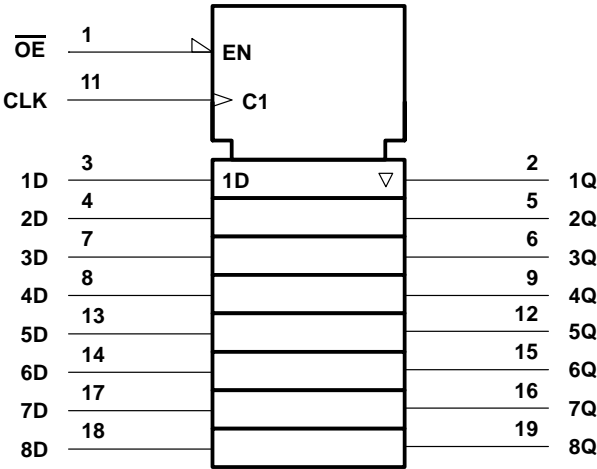 OE 1 EN
CLK 11 C1
1D 3 1D 2 1Q
2D 4 5 2Q
3D 7 6 3Q
4D 8 9 4Q
5D 13 12 5Q
6D 14 15 6Q
7D 17 16 7Q
8D 18 19 8Q